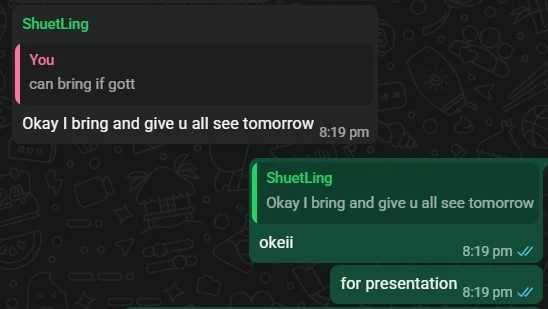 ShuetLing
You
can bring if gott
Okay I bring and give u all see tomorrow 8:19 pm
ShuetLing
Okay I bring and give u all see tomorrow
okeii
8:19 pm
for presentation 8:19 pm